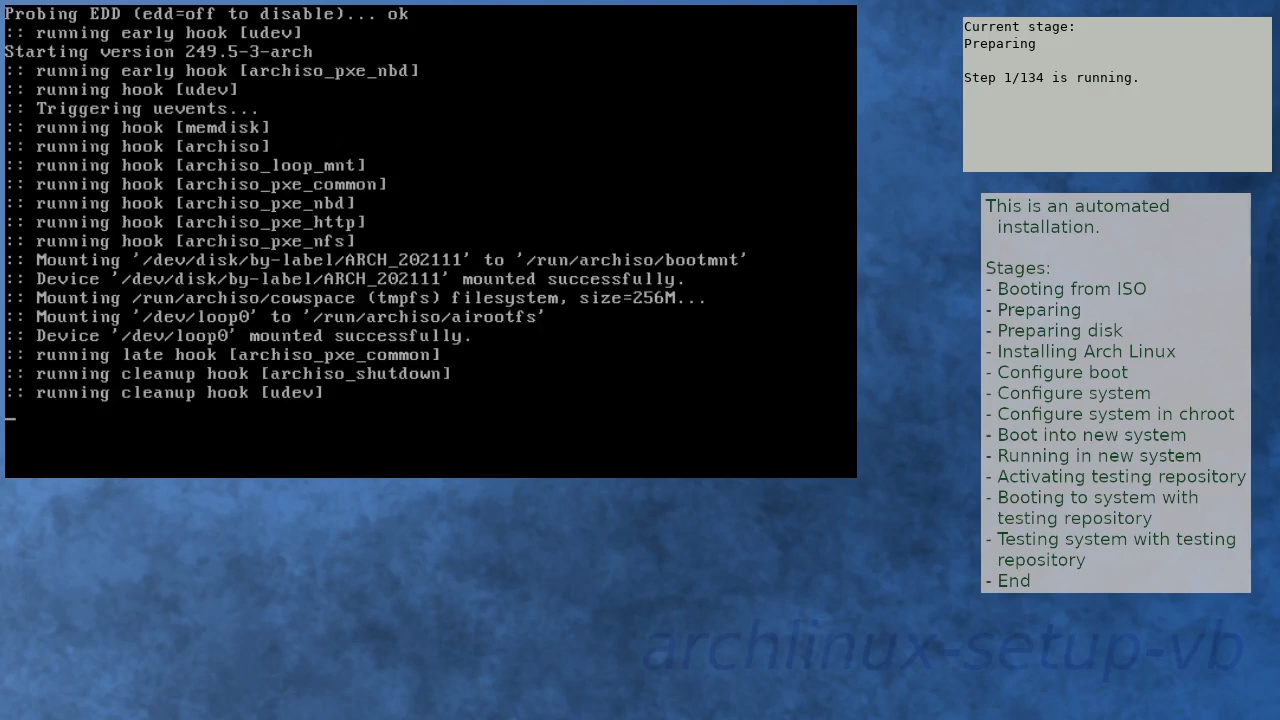 Probing EDD (edd=off to disable)... ok
:: running early hook [udev]
Starting version 249.5-3-arch
:: running early hook [archiso_pxe_nbd]
:: running hook [udev]
:: Triggering uevents...
:: running hook [memdisk]
:: running hook [archiso]
:: running hook [archiso_loop_mnt]
:: running hook [archiso_pxe_common]
:: running hook [archiso_pxe_nbd]
:: running hook [archiso_pxe_http]
:: running hook [archiso_pxe_nfs]
:: Mounting '/dev/disk/by-label/ARCH_202111' to '/run/archiso/bootmnt'
:: Device '/dev/disk/by-label/ARCH_202111' mounted successfully.
:: Mounting /run/archiso/cowspace (tmpfs) filesystem, size=256M...
:: Mounting '/dev/loop0' to '/run/archiso/airootfs'
:: Device '/dev/loop0' mounted successfully.
:: running late hook [archiso_pxe_common]
:: running cleanup hook [archiso_shutdown]
:: running cleanup hook [udev]
_
Current stage:
Preparing
Step 1/134 is running.
This is an automated
installation.
Stages:
- Booting from ISO
- Preparing
- Preparing disk
- Installing Arch Linux
- Configure boot
- Configure system
- Configure system in chroot
- Boot into new system
- Running in new system
- Activating testing repository
- Booting to system with
testing repository
- Testing system with testing
repository
- End
archlinux-setup-vb